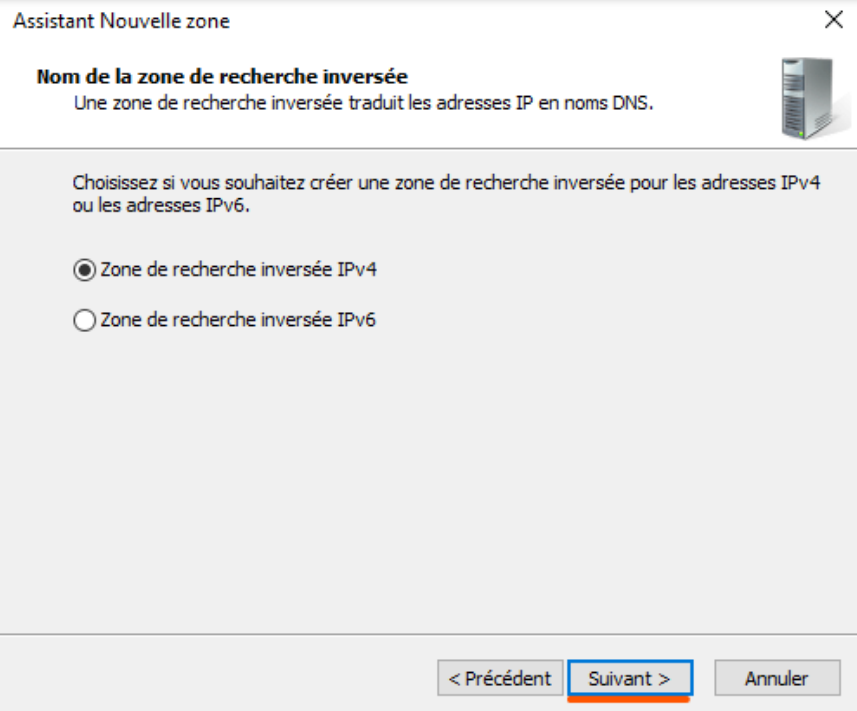 Assistant Nouvelle zone
Nom de la zone de recherche inversée
Une zone de recherche inversée traduit les adresses IP en noms DNS.
Choisissez si vous souhaitez créer une zone de recherche inversée pour les adresses IPv4
ou les adresses IPv6.
Zone de recherche inversée IPv4
Zone de recherche inversée IPv6
< Précédent Suivant > Annuler